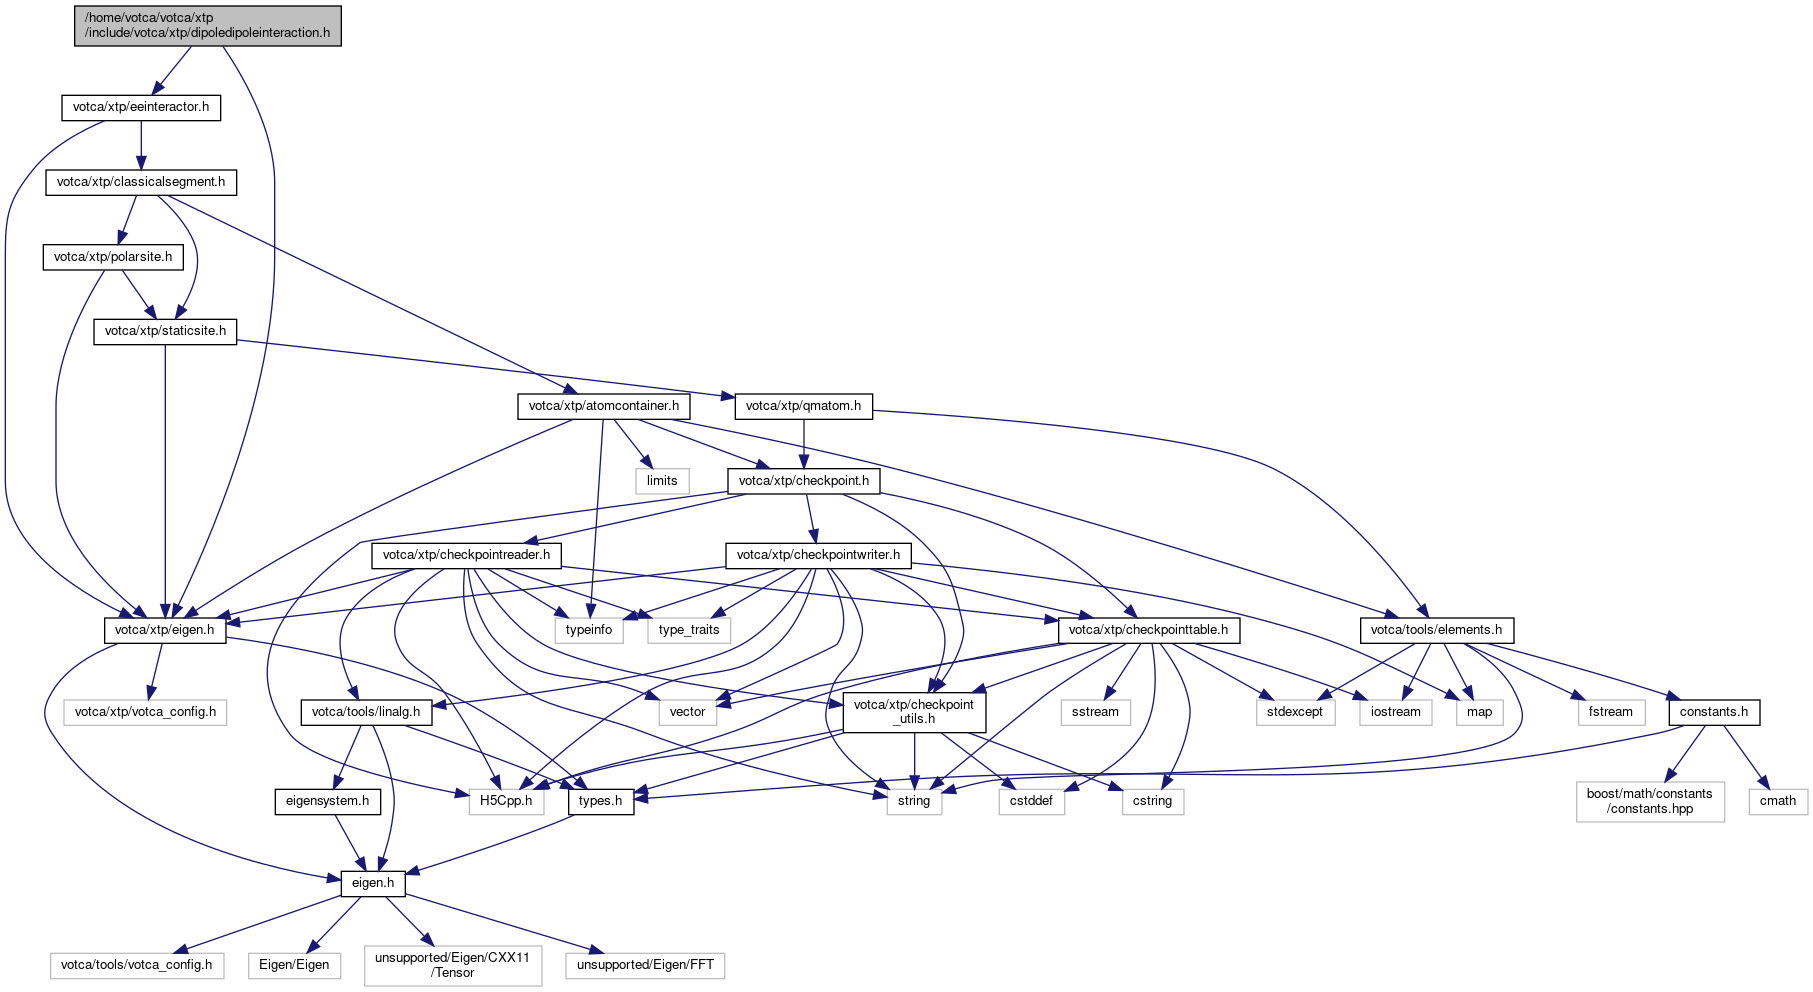 /home/votca/votca/xtp
/include/votca/xtp/dipoledipoleinteraction.h
votca/xtp/eeinteractor.h
votca/xtp/classicalsegment.h
votca/xtp/polarsite.h
votca/xtp/staticsite.h
votca/xtp/atomcontainer.h
votca/xtp/qmatom.h
limits
votca/xtp/checkpoint.h
votca/xtp/checkpointreader.h
votca/xtp/checkpointwriter.h
votca/xtp/eigen.h
typeinfo
type_traits
votca/xtp/checkpointtable.h
votca/tools/elements.h
votca/xtp/votca_config.h
votca/tools/linalg.h
vector
votca/xtp/checkpoint
_utils.h
sstream
stdexcept
iostream
map
fstream
constants.h
eigensystem.h
H5Cpp.h
types.h
string
cstddef
cstring
boost/math/constants
/constants.hpp
cmath
eigen.h
votca/tools/votca_config.h
Eigen/Eigen
unsupported/Eigen/CXX11
/Tensor
unsupported/Eigen/FFT